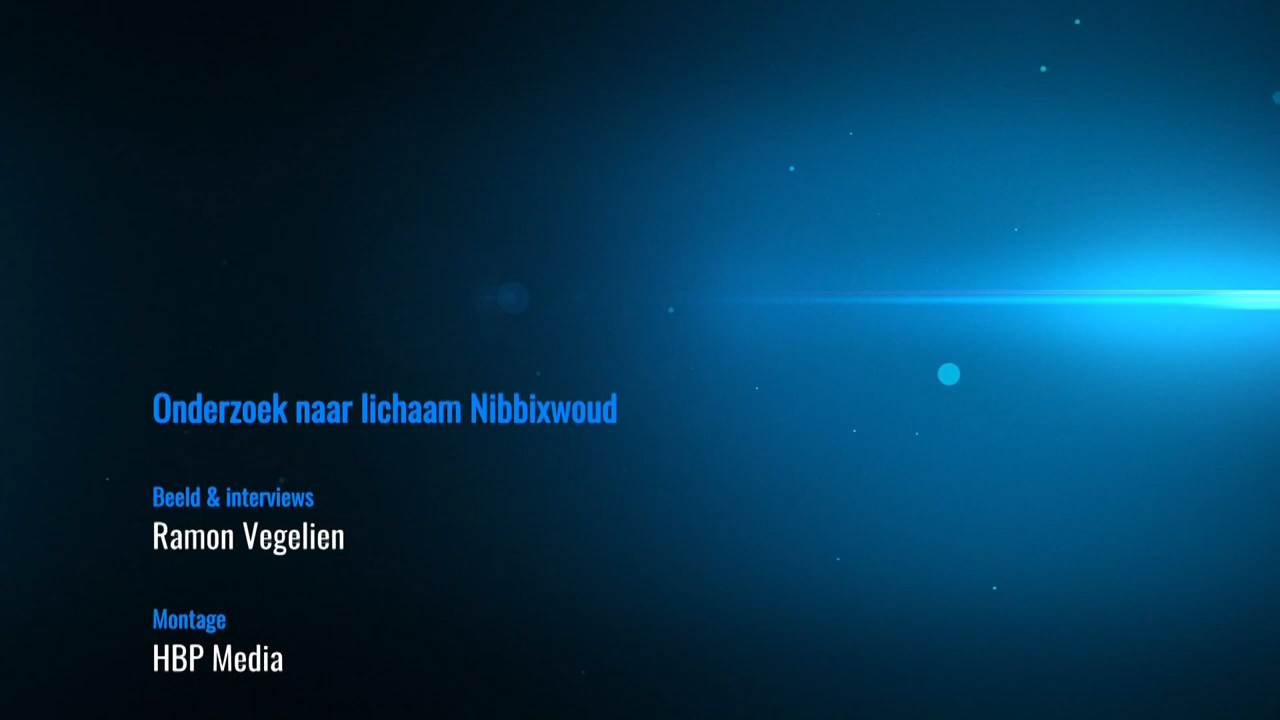 Onderzoek naar lichaam Nibbixwoud
Beeld & interviews
Ramon Vegelien
Montage
HBP Media